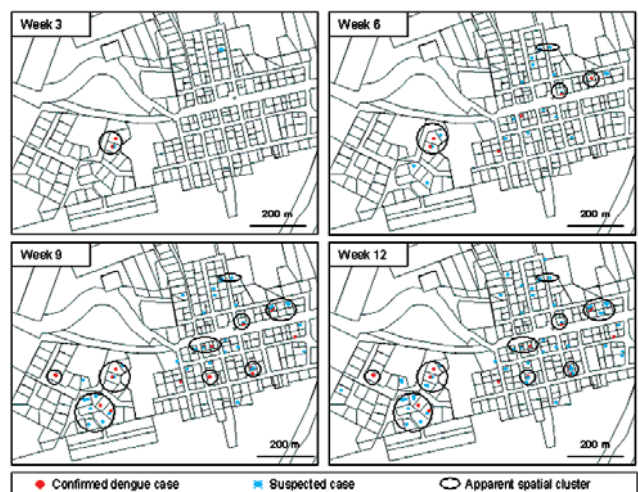 Week 3
Week 6
200 m
200 m
Week 9
Week 12
200 m
200 m
Confirmed dengue case
Suspected case
Apparent spatial cluster